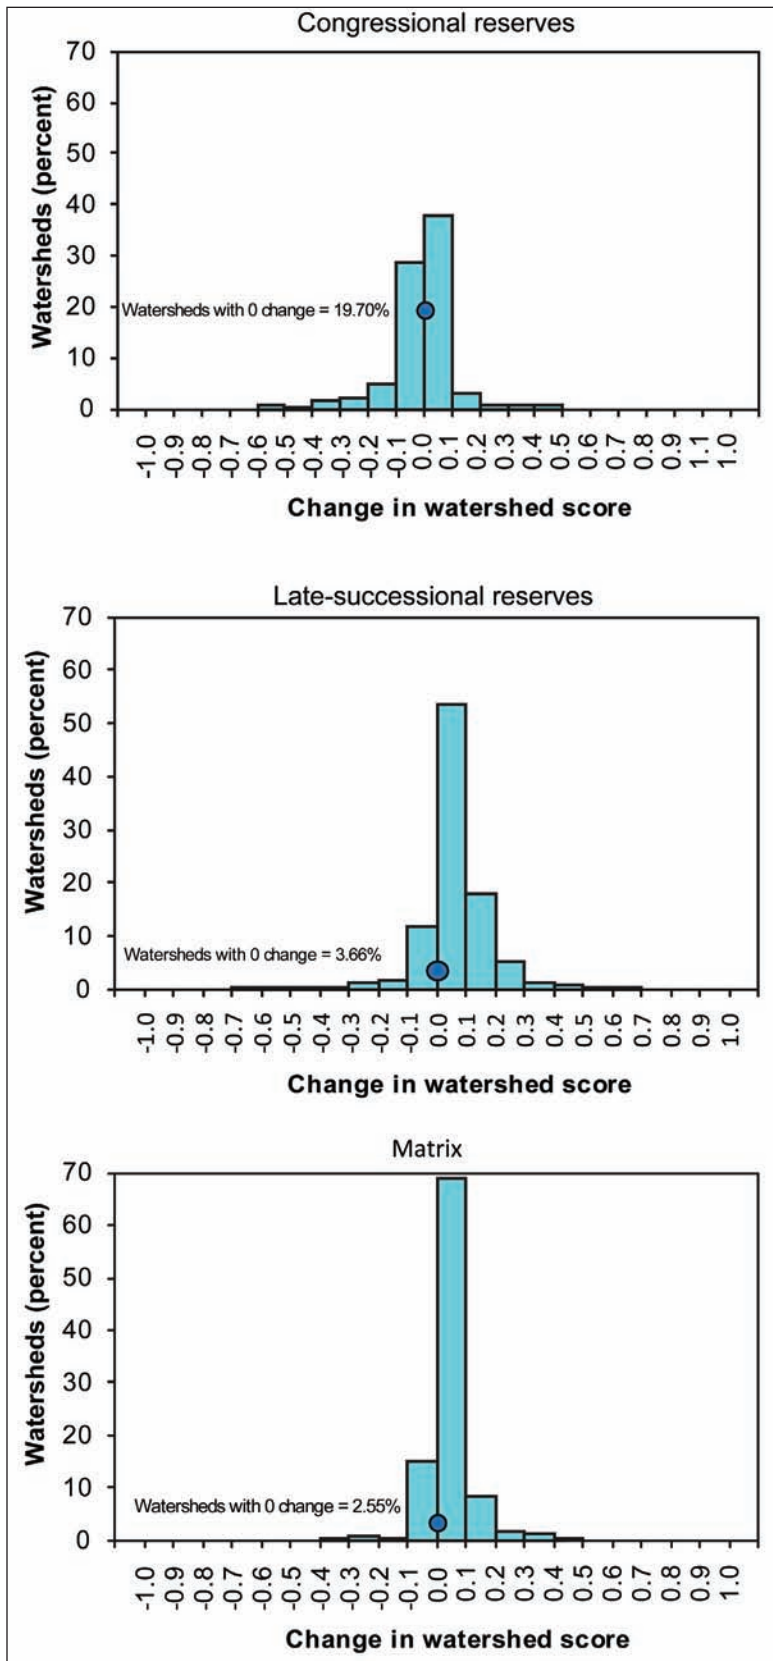 Congressional reserves
70
60
50
40
30
20
10
0
Watersheds (percent)
Watersheds with 0 change = 19.70%
-1.0 -0.9 -0.8 -0.7 -0.6 -0.5 -0.4 -0.3 -0.2 -0.1 0.0 0.1 0.2 0.3 0.4 0.5 0.6 0.7 0.8 0.9 1.1 1.0
Change in watershed score
Late-successional reserves
70
60
50
40
30
20
10
0
Watersheds (percent)
Watersheds with 0 change = 3.66%
-1.0 -0.9 -0.8 -0.7 -0.6 -0.5 -0.4 -0.3 -0.2 -0.1 0.0 0.1 0.2 0.3 0.4 0.5 0.6 0.7 0.8 0.9 1.0
Change in watershed score
Matrix
70
60
50
40
30
20
10
0
Watersheds (percent)
Watersheds with 0 change = 2.55%
-1.0 -0.9 -0.8 -0.7 -0.6 -0.5 -0.4 -0.3 -0.2 -0.1 0.0 0.1 0.2 0.3 0.4 0.5 0.6 0.7 0.8 0.9 1.0
Change in watershed score